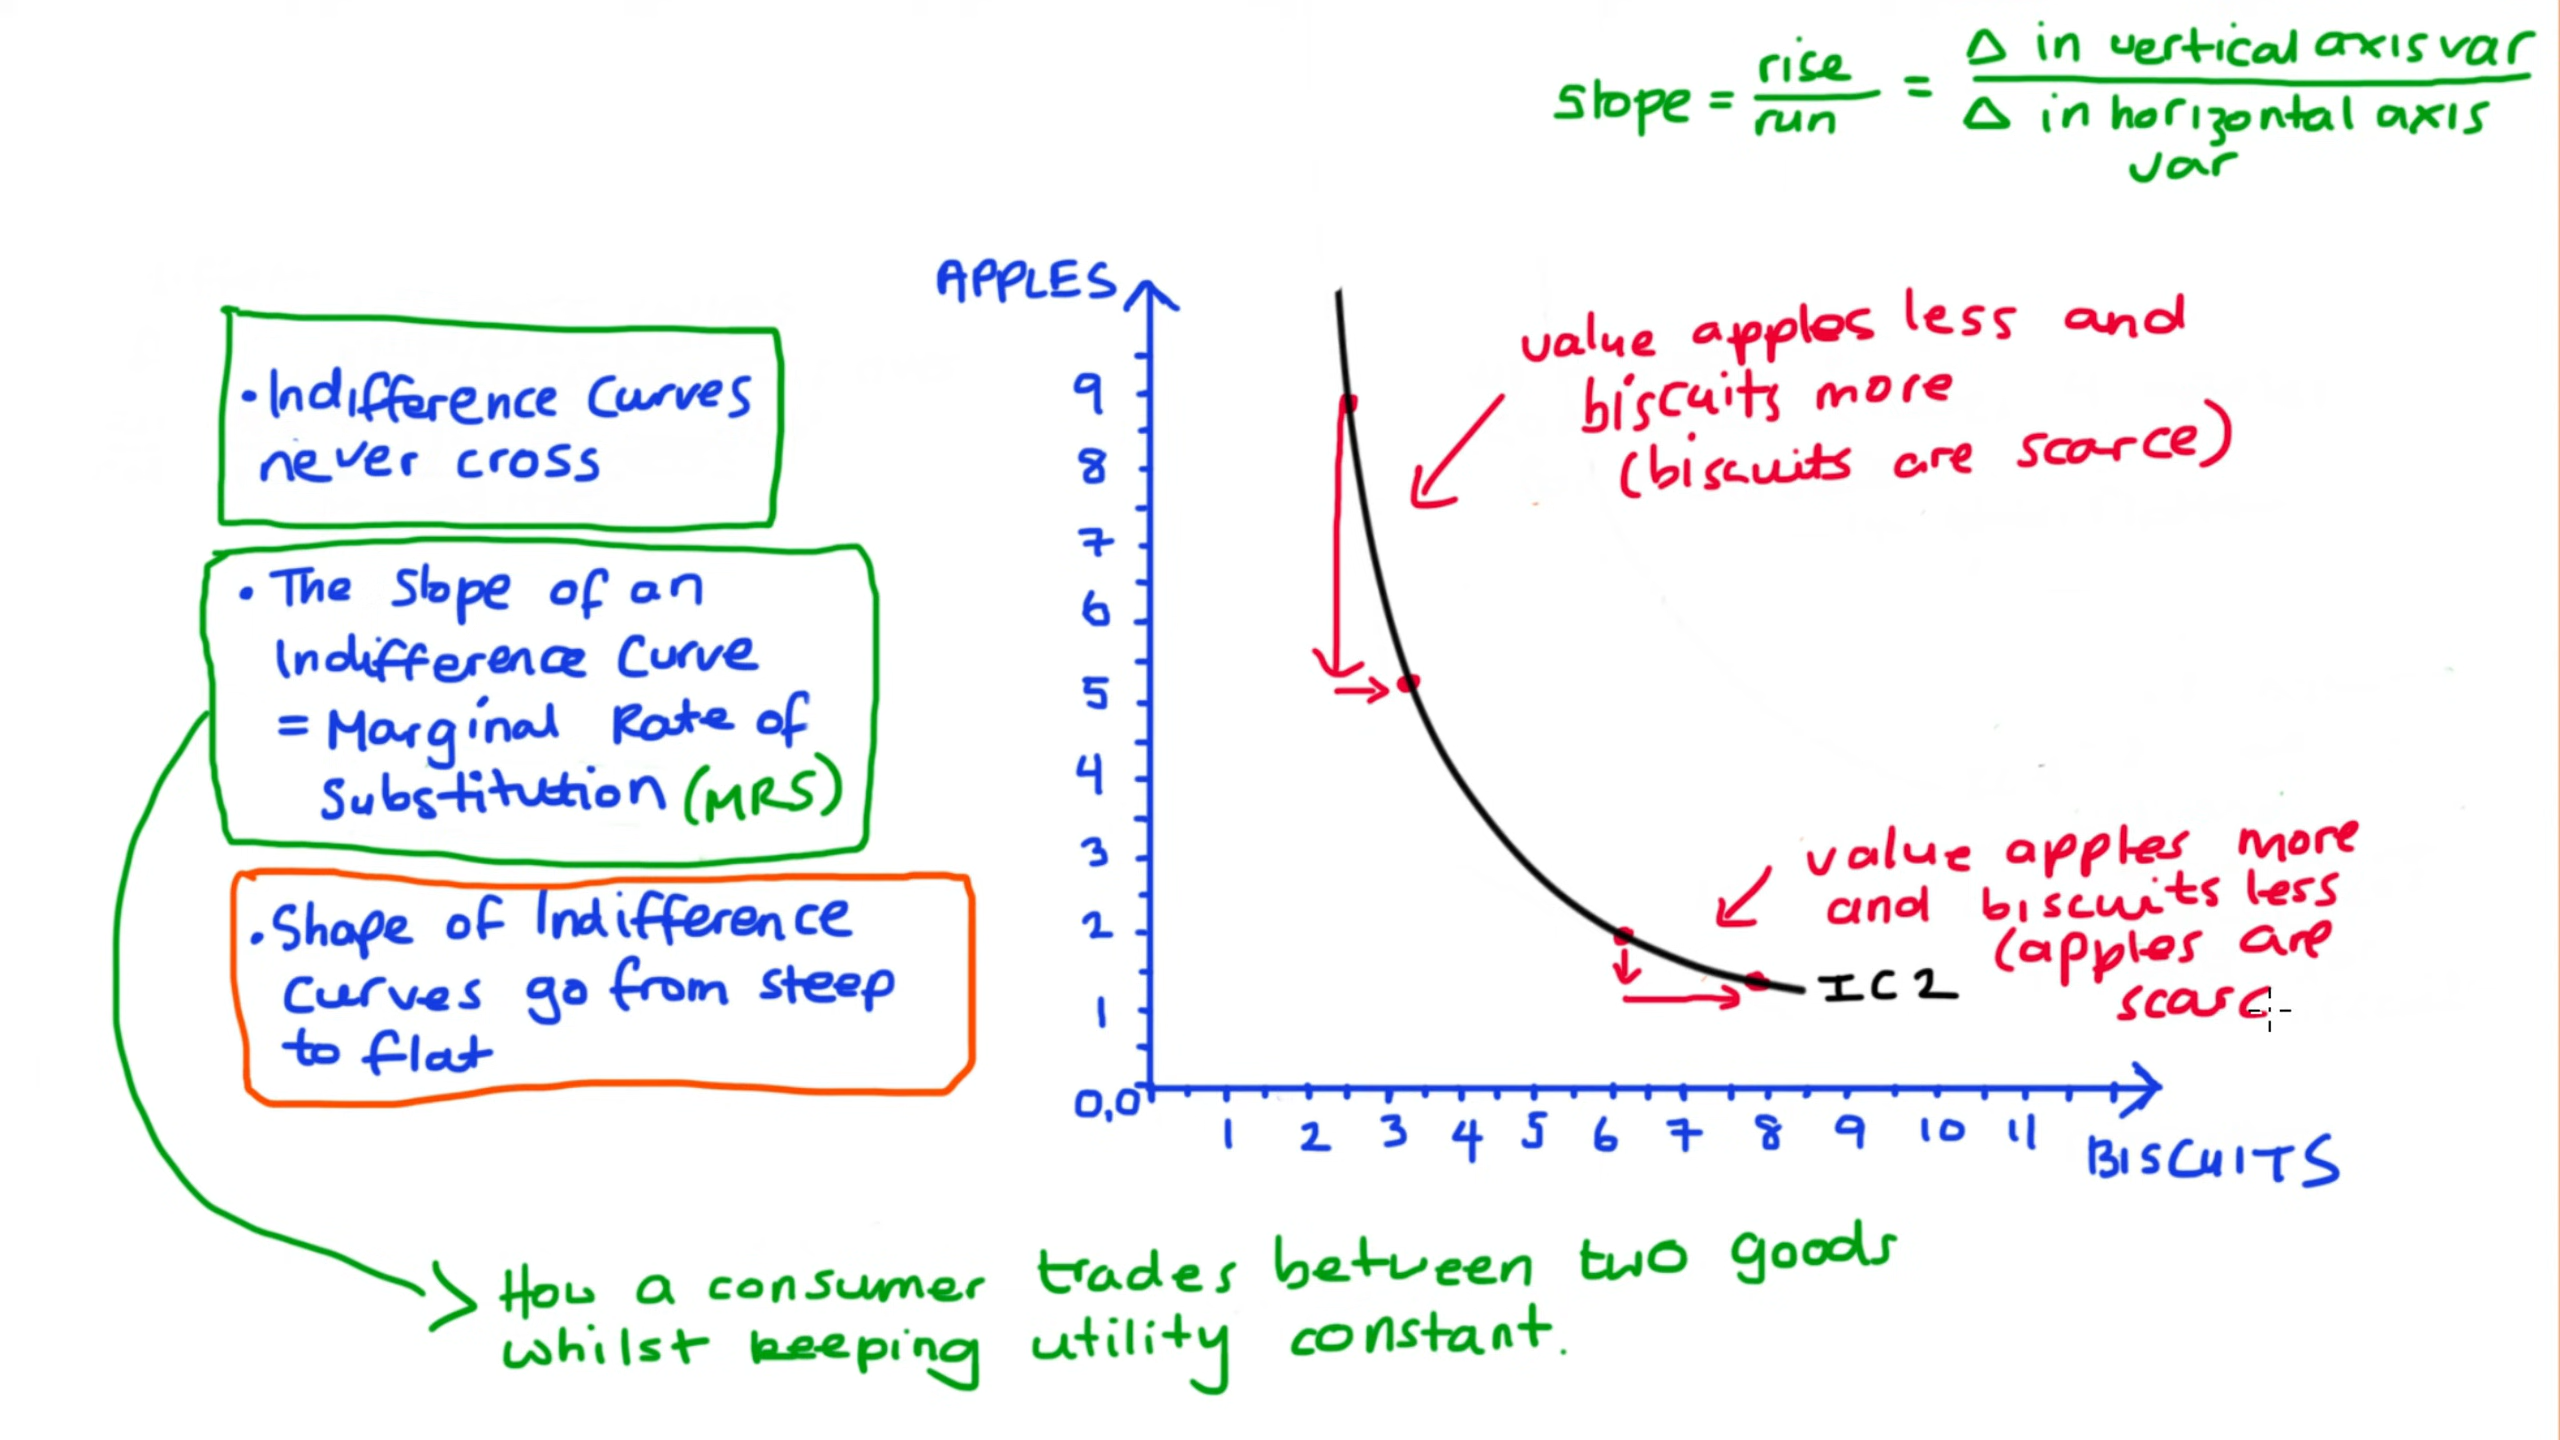 slope = rise/run = Δ in vertical axis var / Δ in horizontal axis var
APPLES
• Indifference Curves
never cross
• The Slope of an
Indifference Curve
= Marginal Rate of
Substitution (MRS)
• Shape of Indifference
Curves go from steep
to flat
value apples less and
biscuits more
(biscuits are scarce)
9
8
7
6
5
4
3
2
1
0,0
value apples more
and biscuits less
(apples are
scarc
IC2
1 2 3 4 5 6 7 8 9 10 11
BISCUITS
How a consumer trades between two goods
whilst keeping utility constant.